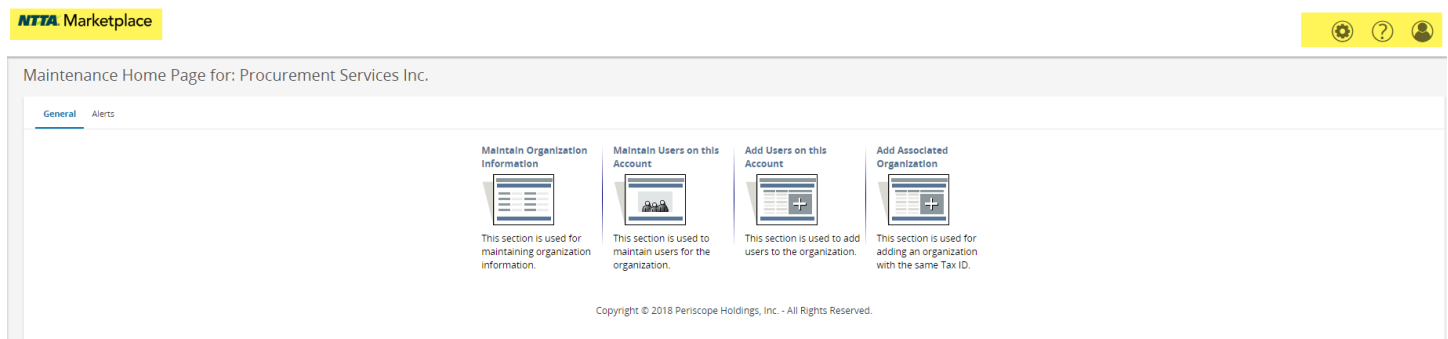 NTTA. Marketplace
Maintenance Home Page for: Procurement Services Inc.
General Alerts
Maintain Organization
Information
This section is used for
maintaining organization
information.
Maintain Users on this
Account
This section is used to
maintain users for the
organization.
Add Users on this
Account
This section is used to add
users to the organization.
Add Associated
Organization
This section is used for
adding an organization
with the same Tax ID.
Copyright © 2018 Periscope Holdings, Inc. - All Rights Reserved.